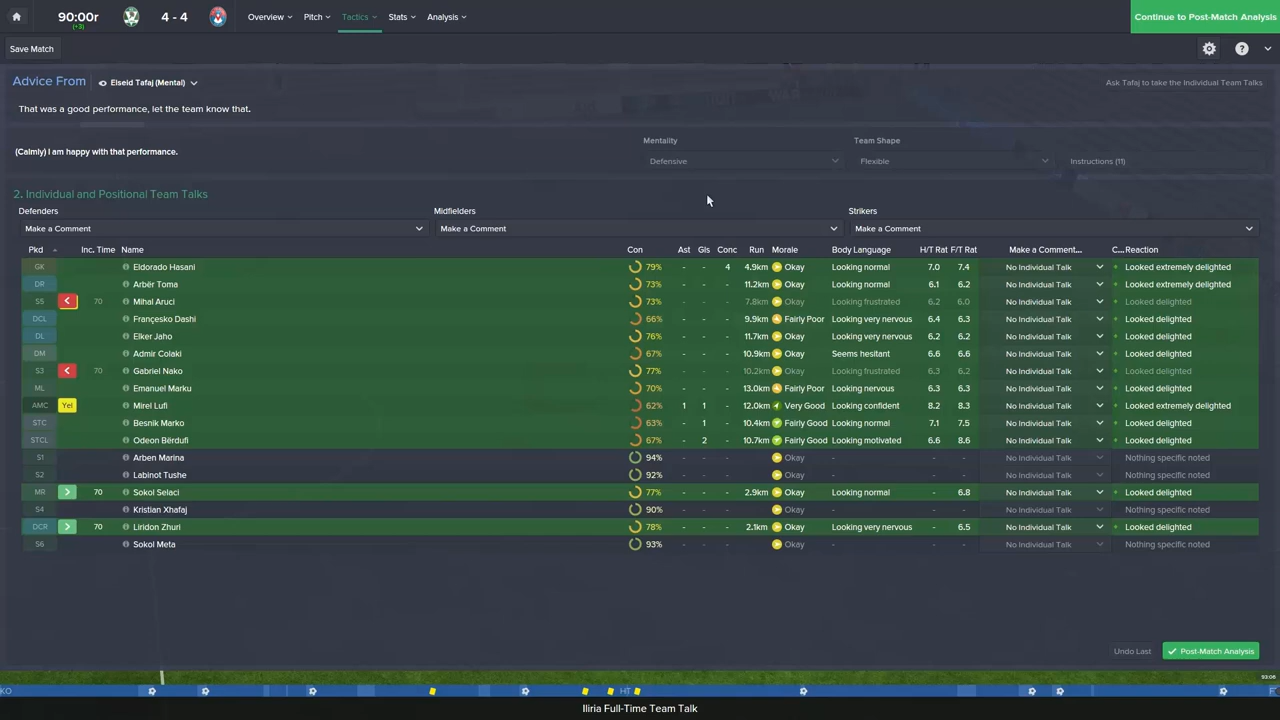 90:00r (+3) 4 - 4 Overview Pitch Tactics Stats Analysis Continue to Post-Match Analysis
Save Match
Advice From Elseid Tafaj (Mental) Ask Tafaj to take the Individual Team Talks
That was a good performance, let the team know that.
Mentality Team Shape
(Calmly) I am happy with that performance.
Defensive Flexible Instructions (11)
2. Individual and Positional Team Talks
Defenders Midfielders Strikers
Make a Comment Make a Comment Make a Comment
Pkd Inc. Time Name Con Ast Gls Conc Run Morale Body Language H/T Rat F/T Rat Make a Comment... C... Reaction
GK Eldorado Hasani 79% - - 4 4.9km Okay Looking normal 7.0 7.4 No Individual Talk Looked extremely delighted
DR Arbër Toma 73% - - - 11.2km Okay Looking normal 6.1 6.2 No Individual Talk Looked extremely delighted
S5 70 Mihal Aruci 73% - - - 7.8km Okay Looking frustrated 6.2 6.0 No Individual Talk Looked delighted
DCL Françesko Dashi 66% - - - 9.9km Fairly Poor Looking very nervous 6.4 6.3 No Individual Talk Looked delighted
DL Elker Jaho 76% - - - 11.7km Okay Looking very nervous 6.2 6.2 No Individual Talk Looked delighted
DM Admir Colaki 67% - - - 10.9km Okay Seems hesitant 6.6 6.6 No Individual Talk Looked delighted
S3 70 Gabriel Nako 77% - - - 10.2km Okay Looking frustrated 6.2 6.2 No Individual Talk Looked delighted
ML Emanuel Marku 70% - - - 13.0km Fairly Poor Looking nervous 6.3 6.3 No Individual Talk Looked delighted
AMC Yel Mirel Lufi 62% 1 1 - 12.0km Very Good Looking confident 8.2 8.3 No Individual Talk Looked extremely delighted
STC Besnik Marko 63% - 1 - 10.4km Fairly Good Looking normal 7.1 7.5 No Individual Talk Looked delighted
STCL Odeon Bërdufi 67% - 2 - 10.7km Fairly Good Looking motivated 6.6 8.6 No Individual Talk Looked delighted
S1 Arben Marina 94% - - - - Okay - - - No Individual Talk Nothing specific noted
S2 Labinot Tushe 92% - - - - Okay - - - No Individual Talk Nothing specific noted
MR 70 Sokol Selaci 77% - - - 2.9km Okay Looking normal - 6.8 No Individual Talk Looked delighted
S4 Kristian Xhafaj 90% - - - - Okay - - - No Individual Talk Nothing specific noted
DCR 70 Liridon Zhuri 78% - - - 2.1km Okay Looking very nervous - 6.5 No Individual Talk Looked delighted
S6 Sokol Meta 93% - - - - Okay - - - No Individual Talk Nothing specific noted
Undo Last Post-Match Analysis
93:06
KO HT F
Iliria Full-Time Team Talk